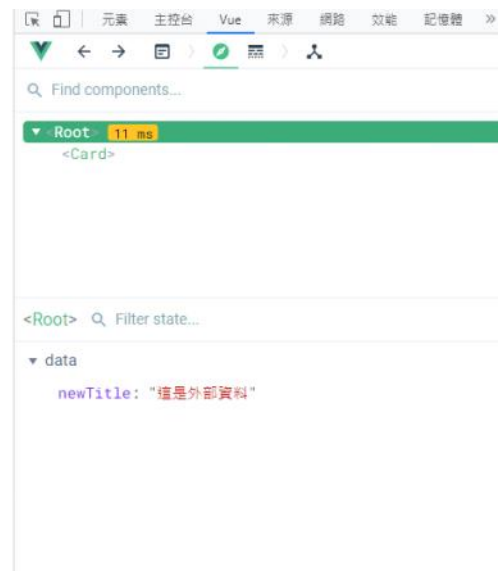 元素 主控台 Vue 來源 網路 效能 記憶體 »
Find components...
▼ <Root> 11 ms
<Card>
<Root> Filter state...
▼ data
newTitle: "這是外部資料"